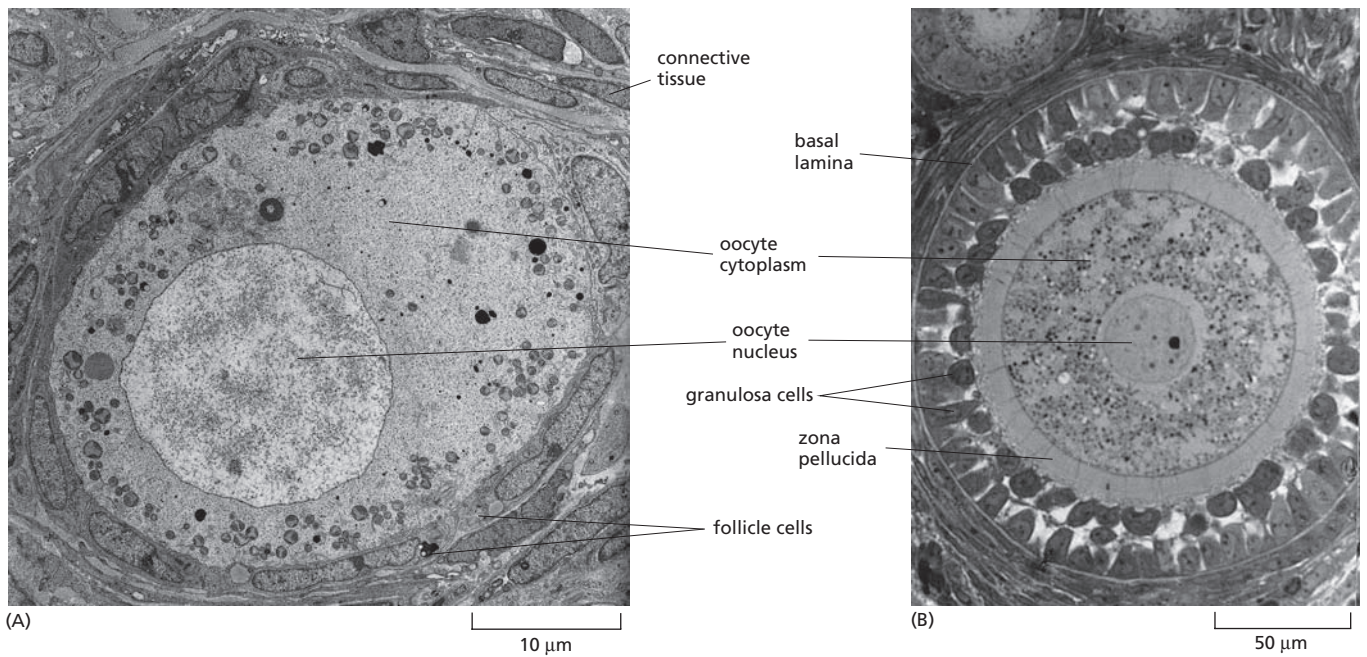 connective
tissue
basal
lamina
oocyte
cytoplasm
oocyte
nucleus
granulosa cells
zona
pellucida
follicle cells
(A)
10 μm
(B)
50 μm